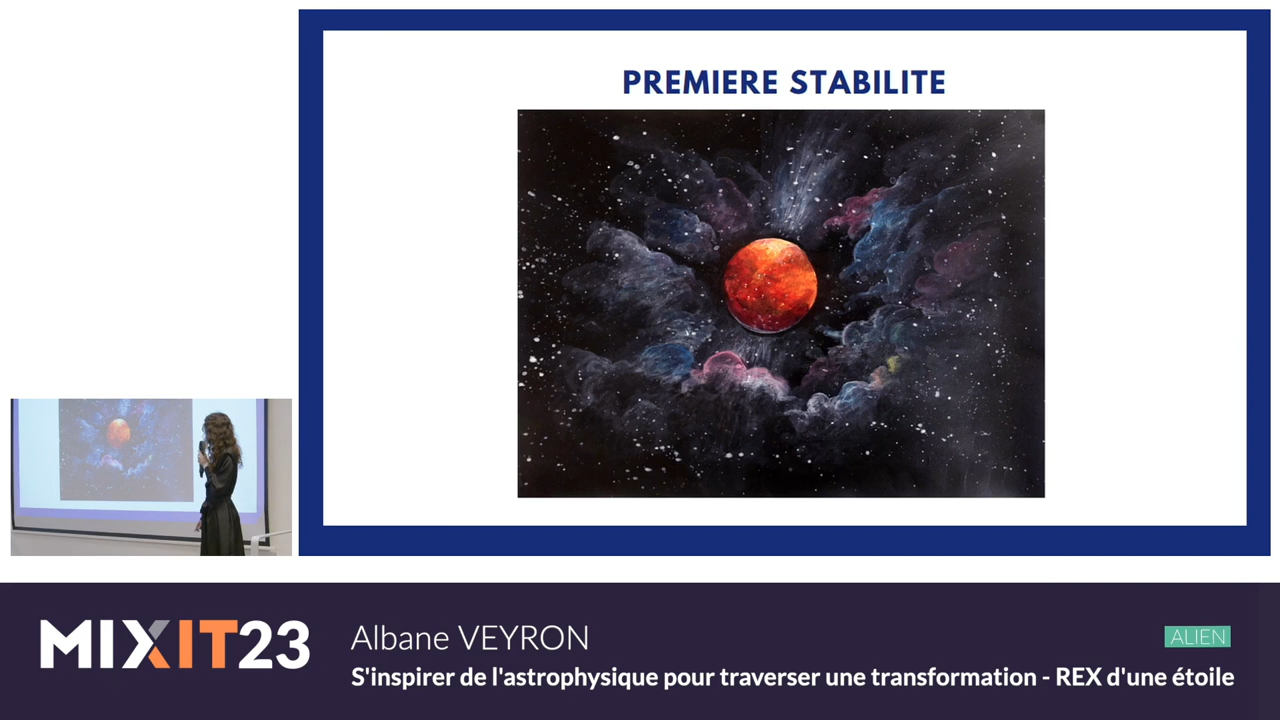 PREMIERE STABILITE
MIXIT23
Albane VEYRON
ALIEN
S'inspirer de l'astrophysique pour traverser une transformation - REX d'une étoile